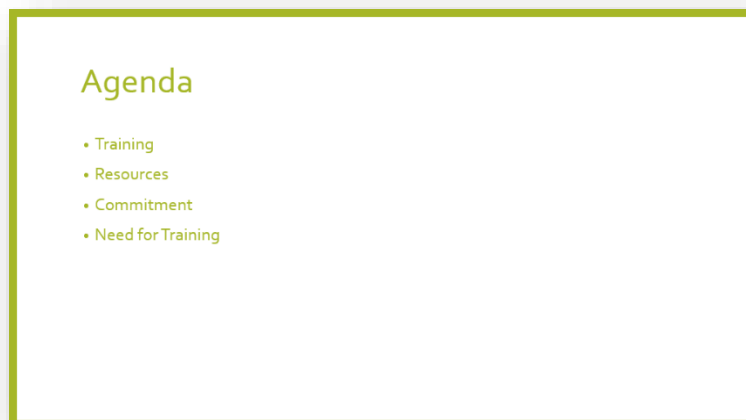 Agenda
• Training
• Resources
• Commitment
• Need for Training